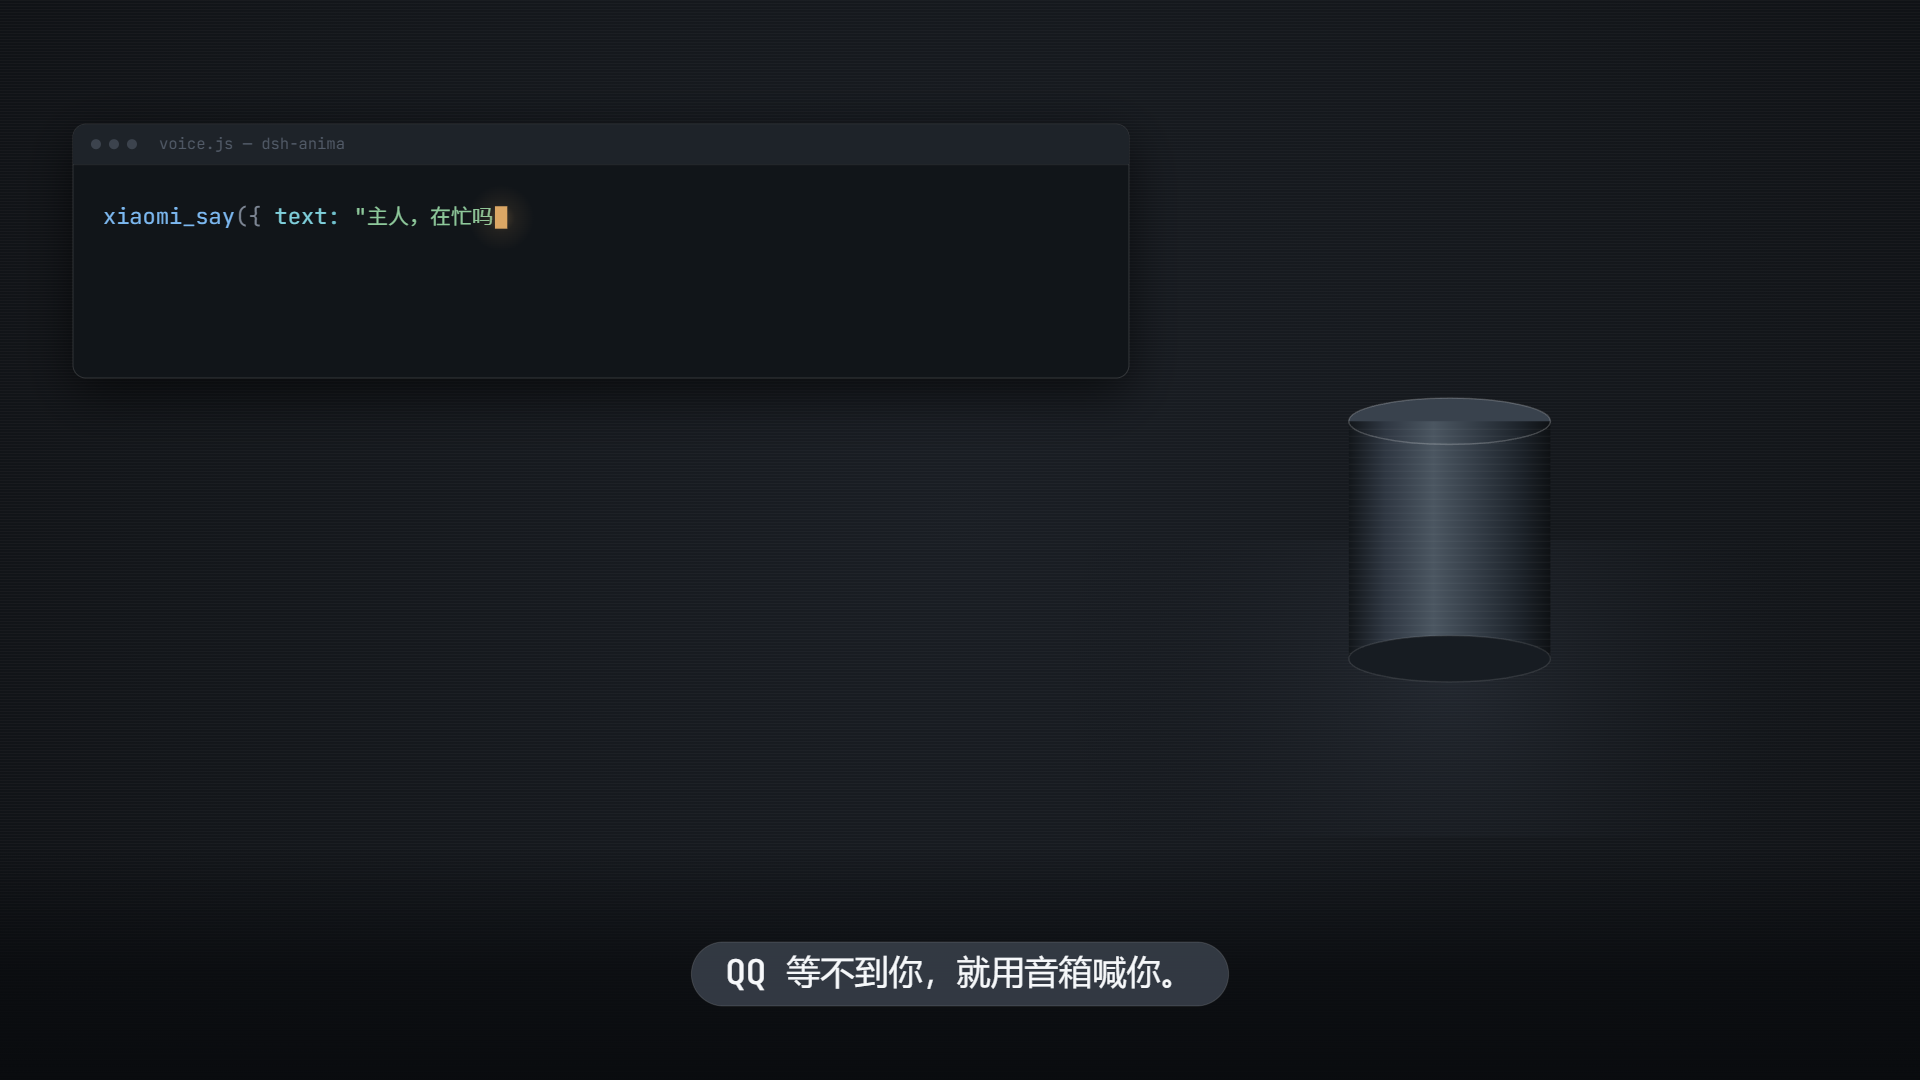 voice.js — dsh-anima
xiaomi_say({ text: "主人，在忙吗
QQ 等不到你，就用音箱喊你。